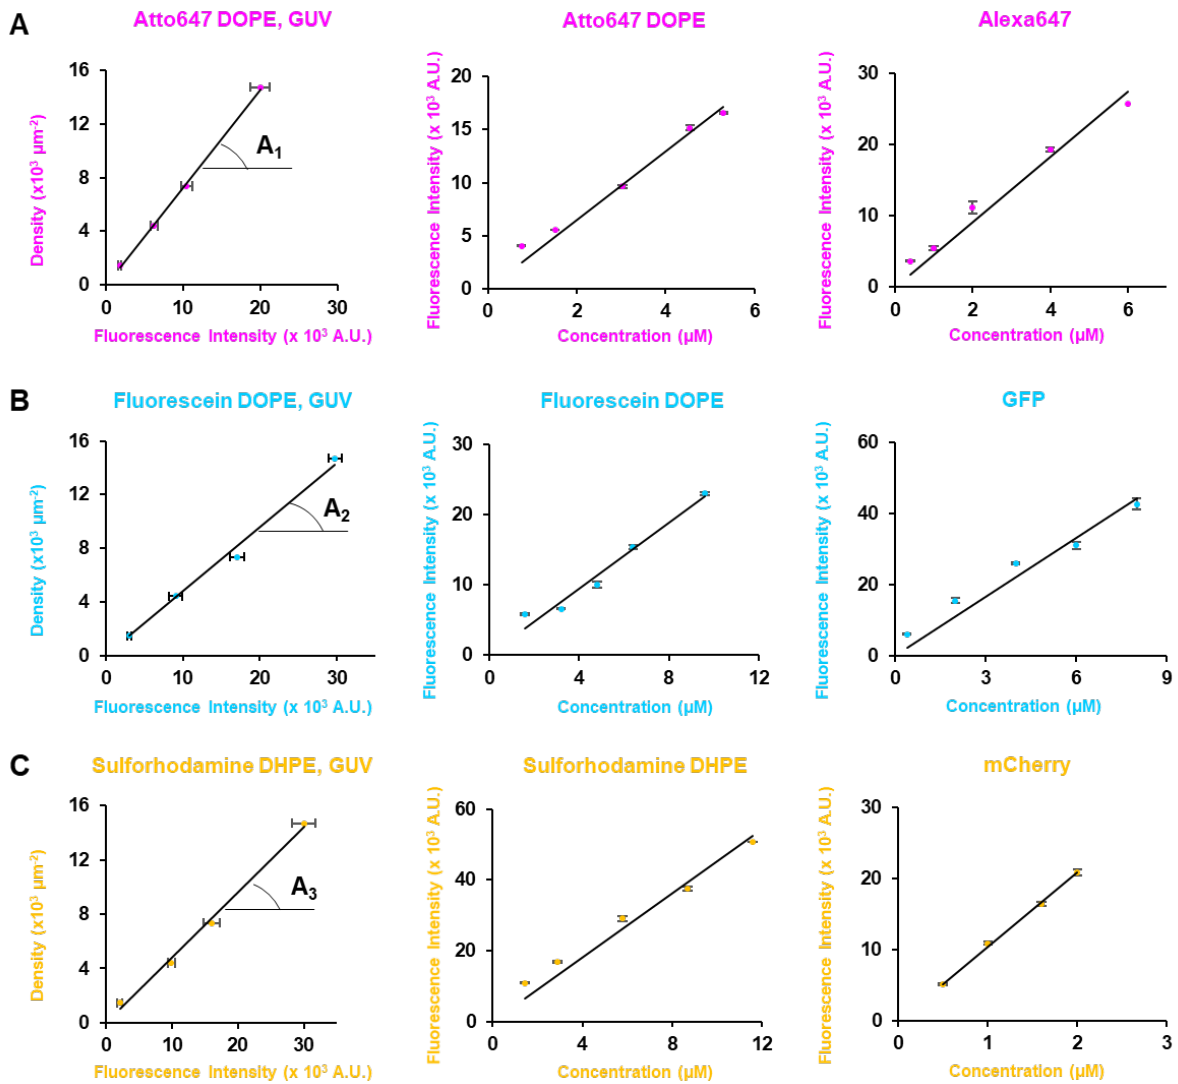 A
Atto647 DOPE, GUV
Density (x10³ µm⁻²)
16
12
8
4
0
A₁
0 10 20 30
Fluorescence Intensity (x 10³ A.U.)
Atto647 DOPE
Fluorescence Intensity (x 10³ A.U.)
20
15
10
5
0
0 2 4 6
Concentration (µM)
Alexa647
Fluorescence Intensity (x 10³ A.U.)
30
20
10
0
0 2 4 6
Concentration (µM)
B
Fluorescein DOPE, GUV
Density (x10³ µm⁻²)
16
12
8
4
0
A₂
0 10 20 30
Fluorescence Intensity (x 10³ A.U.)
Fluorescein DOPE
Fluorescence Intensity (x 10³ A.U.)
30
20
10
0
0 4 8 12
Concentration (µM)
GFP
Fluorescence Intensity (x 10³ A.U.)
60
40
20
0
0 3 6 9
Concentration (µM)
C
Sulforhodamine DHPE, GUV
Density (x10³ µm⁻²)
16
12
8
4
0
A₃
0 10 20 30
Fluorescence Intensity (x 10³ A.U.)
Sulforhodamine DHPE
Fluorescence Intensity (x 10³ A.U.)
60
40
20
0
0 4 8 12
Concentration (µM)
mCherry
Fluorescence Intensity (x 10³ A.U.)
30
20
10
0
0 1 2 3
Concentration (µM)